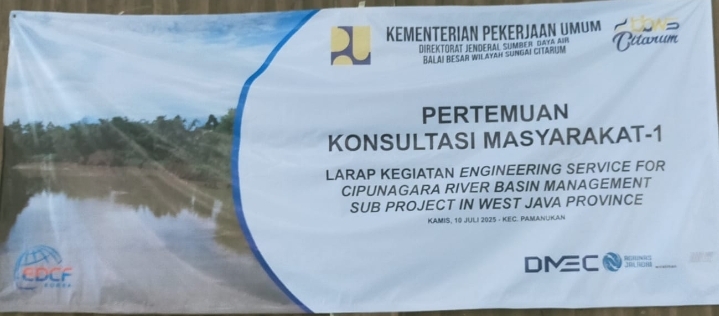 KEMENTERIAN PEKERJAAN UMUM
DIREKTORAT JENDERAL SUMBER DAYA AIR
BALAI BESAR WILAYAH SUNGAI CITARUM
bbws
Citarum
PERTEMUAN
KONSULTASI MASYARAKAT-1
LARAP KEGIATAN ENGINEERING SERVICE FOR
CIPUNAGARA RIVER BASIN MANAGEMENT
SUB PROJECT IN WEST JAVA PROVINCE
KAMIS, 10 JULI 2025 - KEC. PAMANUKAN
EDCF
KOREA
DMEC